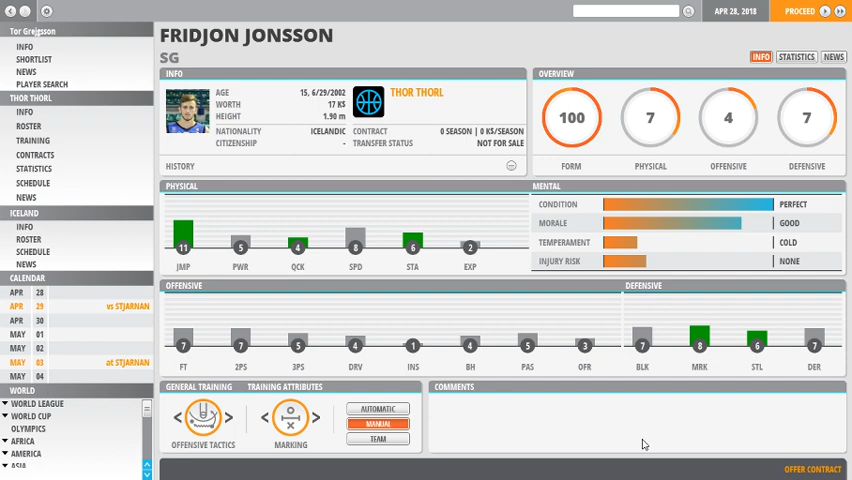 APR 28, 2018
PROCEED
Tor Grejgsson
INFO
SHORTLIST
NEWS
PLAYER SEARCH
THOR THORL
INFO
ROSTER
TRAINING
CONTRACTS
STATISTICS
SCHEDULE
NEWS
ICELAND
INFO
ROSTER
SCHEDULE
NEWS
CALENDAR
APR 28
APR 29 vs STJARNAN
APR 30
MAY 01
MAY 02
MAY 03 at STJARNAN
MAY 04
WORLD
WORLD LEAGUE
WORLD CUP
OLYMPICS
AFRICA
AMERICA
ASIA
FRIDJON JONSSON
SG
INFO STATISTICS NEWS
INFO
AGE 15, 6/29/2002
WORTH 17 K$
HEIGHT 1.90 m
NATIONALITY ICELANDIC
CITIZENSHIP -
THOR THORL
CONTRACT 0 SEASON | 0 K$/SEASON
TRANSFER STATUS NOT FOR SALE
HISTORY
OVERVIEW
100 7 4 7
FORM PHYSICAL OFFENSIVE DEFENSIVE
PHYSICAL
11 5 4 8 6 2
JMP PWR QCK SPD STA EXP
MENTAL
CONDITION PERFECT
MORALE GOOD
TEMPERAMENT COLD
INJURY RISK NONE
OFFENSIVE
7 7 5 4 1 4 5 3
FT 2PS 3PS DRV INS BH PAS OFR
DEFENSIVE
7 8 6 7
BLK MRK STL DER
GENERAL TRAINING TRAINING ATTRIBUTES
OFFENSIVE TACTICS MARKING
AUTOMATIC
MANUAL
TEAM
COMMENTS
OFFER CONTRACT